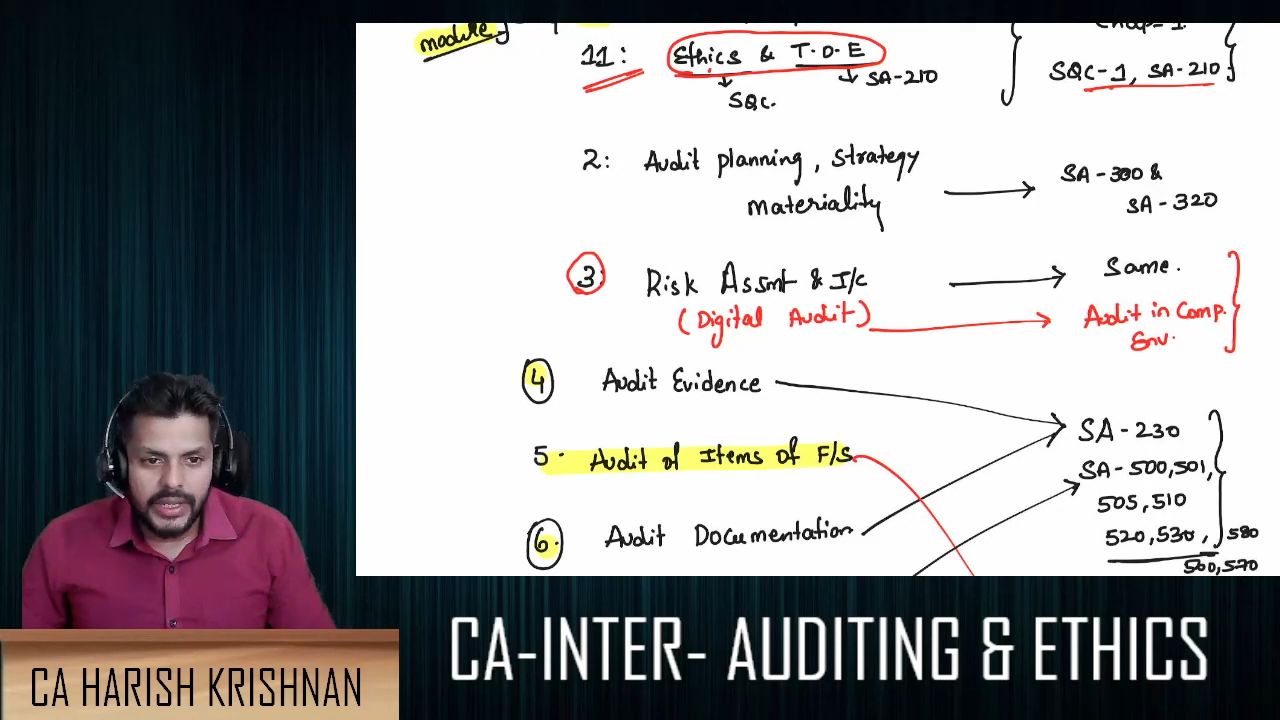 module
11: Ethics & T.O.E
SQC.
SA-210
SQC-1, SA-210
2: Audit planning, strategy
materiality
SA-300 &
SA-320
3. Risk Assmt & I/c
Same.
(Digital Audit)
Audit in Comp.
Env.
4 Audit Evidence
SA-230
5. Audit of Items of F/S
SA-500,501,
505,510
6. Audit Documentation
520,530, 580
560,570
CA-INTER- AUDITING & ETHICS
CA HARISH KRISHNAN